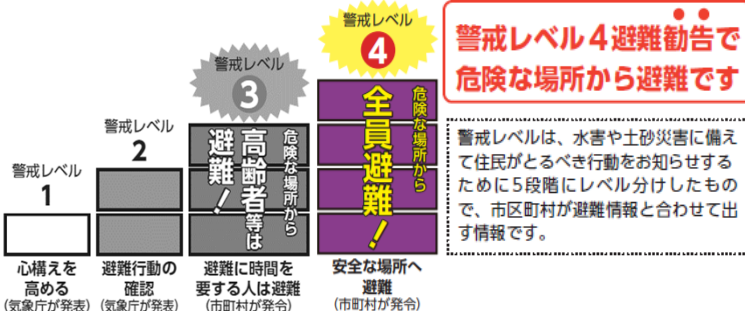 警戒レベル
1
心構えを
高める
(気象庁が発表)
警戒レベル
2
避難行動の
確認
(気象庁が発表)
警戒レベル
3
危険な場所から
高齢者等は
避難!
避難に時間を
要する人は避難
(市町村が発令)
警戒レベル
4
危険な場所から
全員避難!
安全な場所へ
避難
(市町村が発令)
警戒レベル4避難勧告で
危険な場所から避難です
警戒レベルは、水害や土砂災害に備え
て住民がとるべき行動をお知らせする
ために5段階にレベル分けしたもの
で、市区町村が避難情報と合わせて出
す情報です。